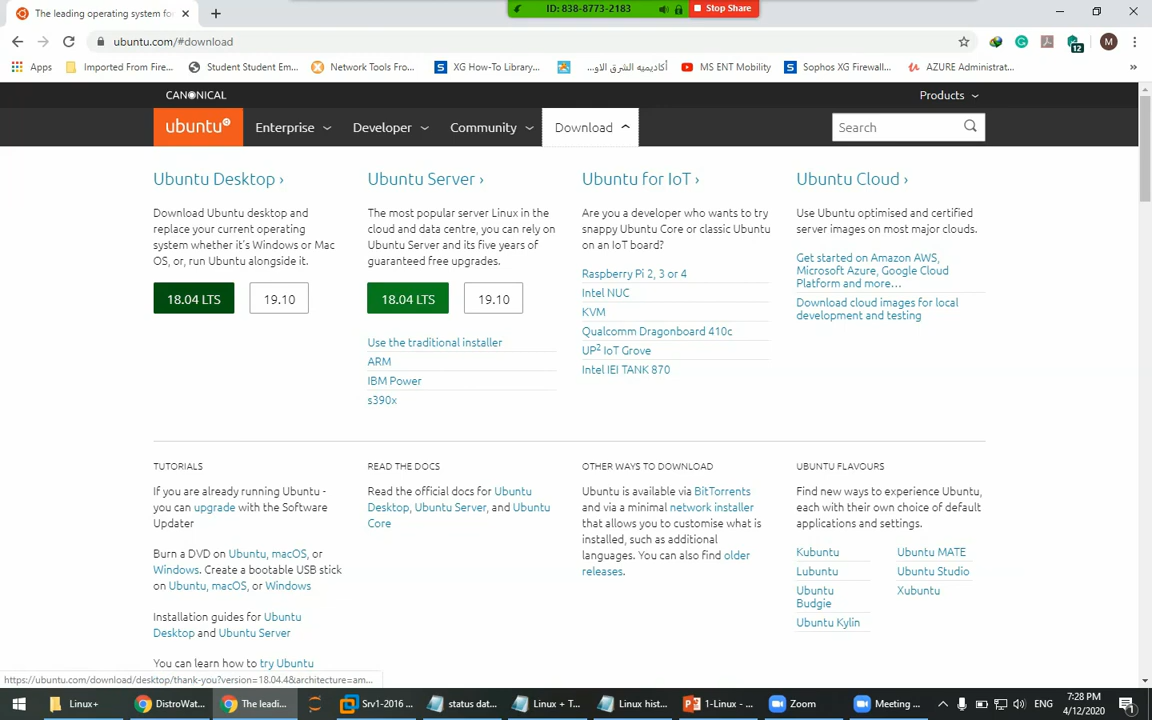 The leading operating system fo
ID: 838-8773-2183
Stop Share
ubuntu.com/#download
12
M
Apps
Imported From Fire...
Student Student Em...
Network Tools Fro...
XG How-To Library,...
أكاديميه الشرق الاو...
MS ENT Mobility
Sophos XG Firewall,...
AZURE Administrat...
CANONICAL
Products
ubuntu
Enterprise
Developer
Community
Download
Search
Ubuntu Desktop ›
Download Ubuntu desktop and
replace your current operating
system whether it's Windows or Mac
OS, or, run Ubuntu alongside it.
18.04 LTS
19.10
Ubuntu Server ›
The most popular server Linux in the
cloud and data centre, you can rely on
Ubuntu Server and its five years of
guaranteed free upgrades.
18.04 LTS
19.10
Use the traditional installer
ARM
IBM Power
s390x
Ubuntu for IoT ›
Are you a developer who wants to try
snappy Ubuntu Core or classic Ubuntu
on an IoT board?
Raspberry Pi 2, 3 or 4
Intel NUC
KVM
Qualcomm Dragonboard 410c
UP² IoT Grove
Intel IEI TANK 870
Ubuntu Cloud ›
Use Ubuntu optimised and certified
server images on most major clouds.
Get started on Amazon AWS,
Microsoft Azure, Google Cloud
Platform and more…
Download cloud images for local
development and testing
TUTORIALS
If you are already running Ubuntu -
you can upgrade with the Software
Updater
Burn a DVD on Ubuntu, macOS, or
Windows. Create a bootable USB stick
on Ubuntu, macOS, or Windows
Installation guides for Ubuntu
Desktop and Ubuntu Server
You can learn how to try Ubuntu
READ THE DOCS
Read the official docs for Ubuntu
Desktop, Ubuntu Server, and Ubuntu
Core
OTHER WAYS TO DOWNLOAD
Ubuntu is available via BitTorrents
and via a minimal network installer
that allows you to customise what is
installed, such as additional
languages. You can also find older
releases.
UBUNTU FLAVOURS
Find new ways to experience Ubuntu,
each with their own choice of default
applications and settings.
Kubuntu
Lubuntu
Ubuntu
Budgie
Ubuntu Kylin
Ubuntu MATE
Ubuntu Studio
Xubuntu
https://ubuntu.com/download/desktop/thank-you?version=18.04.4&architecture=am...
Linux+
DistroWat...
The leadi...
Srv1-2016 ...
status dat...
Linux + T...
Linux hist...
1-Linux - ...
Zoom
Meeting ...
ENG
7:28 PM
4/12/2020
1